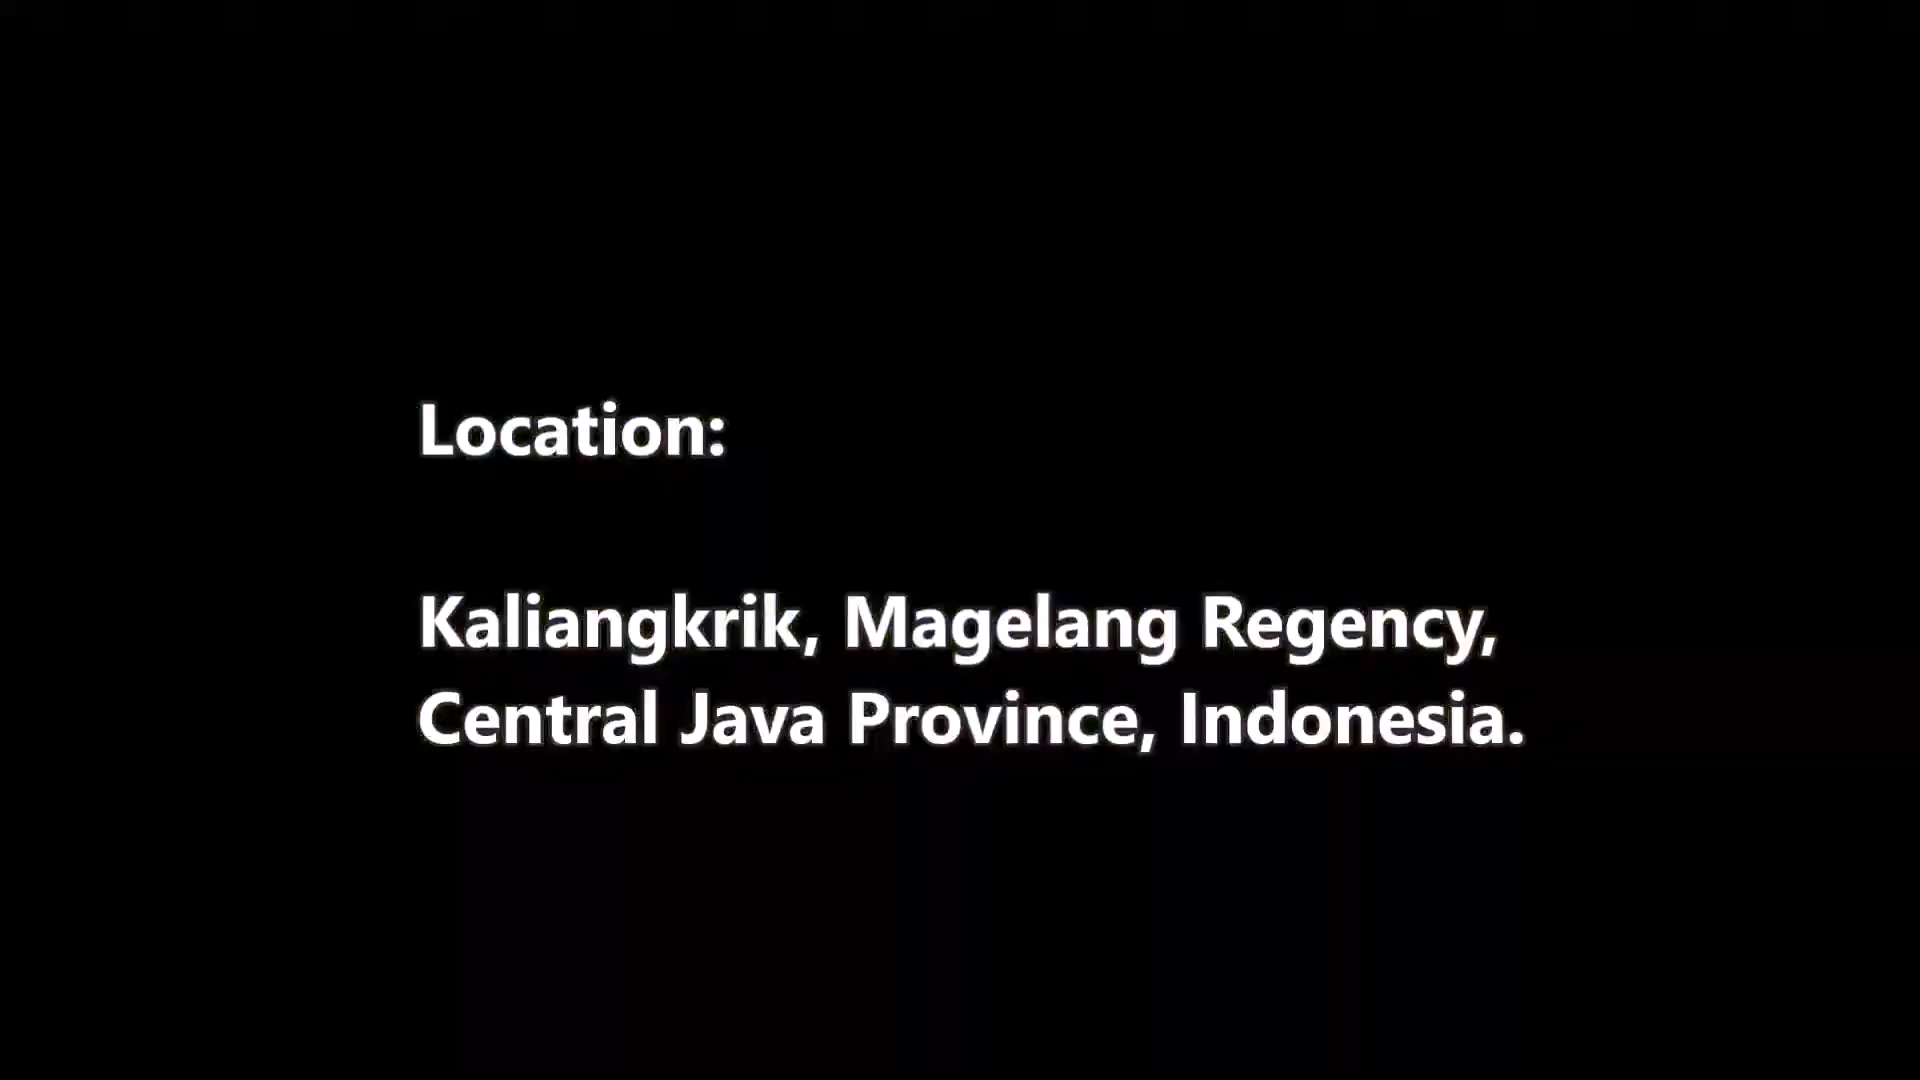 Location:
Kaliangkrik, Magelang Regency,
Central Java Province, Indonesia.